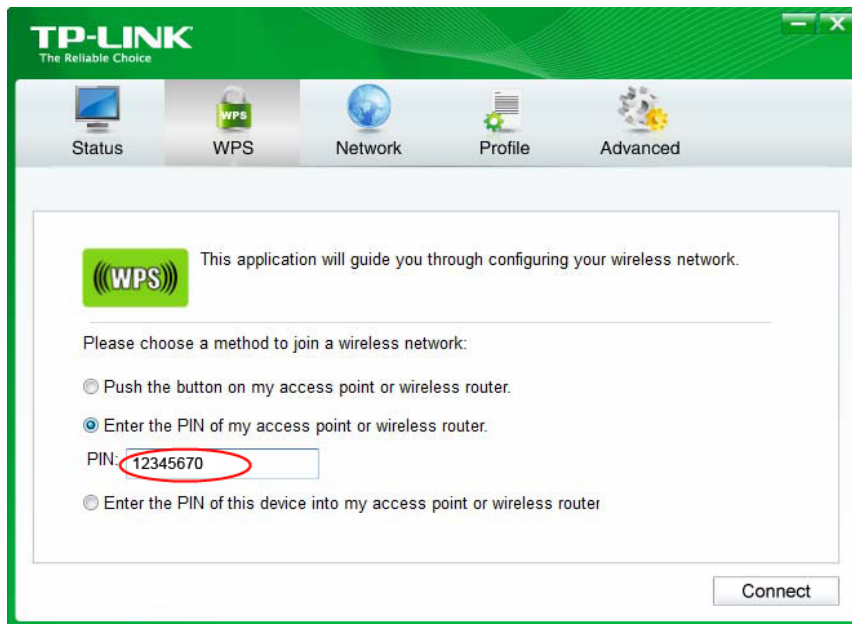 TP-LINK
The Reliable Choice
WPS
Status
WPS
Network
Profile
Advanced
(((WPS)))
This application will guide you through configuring your wireless network.
Please choose a method to join a wireless network:
Push the button on my access point or wireless router.
Enter the PIN of my access point or wireless router.
PIN: 12345670
Enter the PIN of this device into my access point or wireless router
Connect